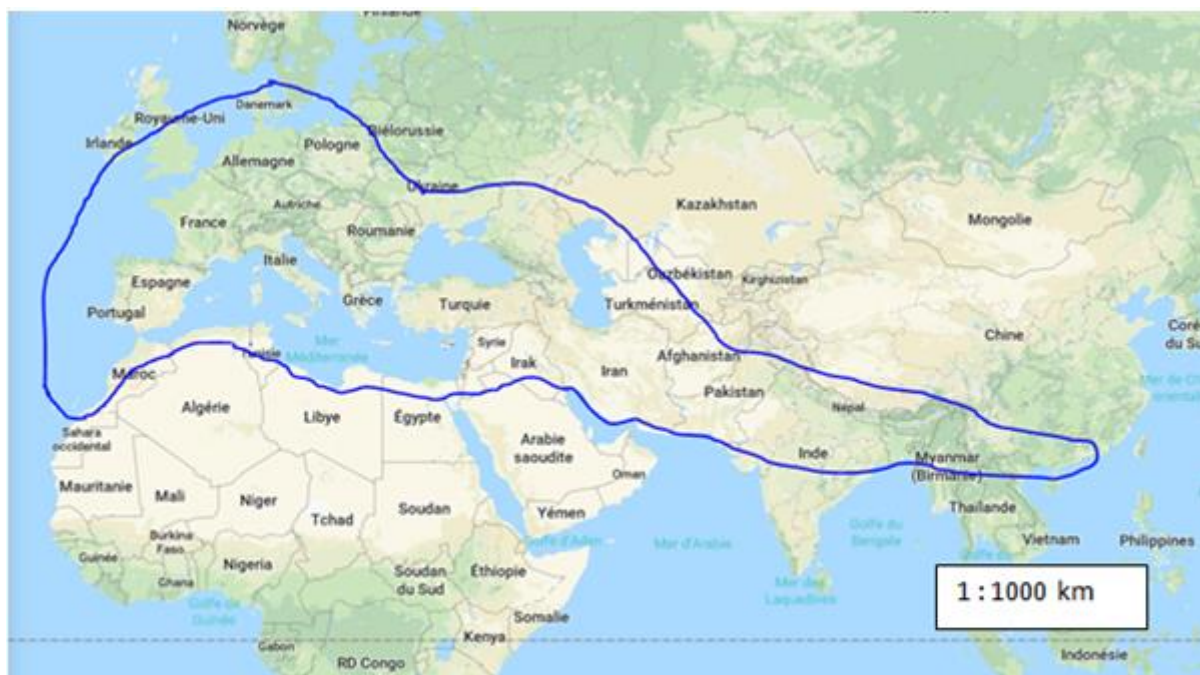 Norvège
Danemark
Royaume-Uni
Irlande
Biélorussie
Pologne
Allemagne
Ukraine
Autriche
Kazakhstan
France
Mongolie
Roumanie
Italie
Ouzbékistan
Kirghizistan
Espagne
Grèce
Turquie
Turkménistan
Portugal
Chine
Mer
Méditerranée
Tunisie
Syrie
Afghanistan
Irak
Iran
Maroc
Pakistan
Algérie
Libye
Égypte
Népal
Sahara
occidental
Arabie
saoudite
Inde
Myanmar
(Birmanie)
Oman
Mauritanie
Mali
Niger
Tchad
Soudan
Yémen
Thaïlande
Burkina
Faso
Golfe d'Aden
Mer d'Arabie
Golfe du
Bengale
Vietnam
Philippines
Guinée
Nigeria
Ghana
Soudan
du Sud
Éthiopie
Mer des
Laquedives
1 : 1000 km
Golfe de
Guinée
Somalie
Kenya
Gabon
RD Congo
Indonésie